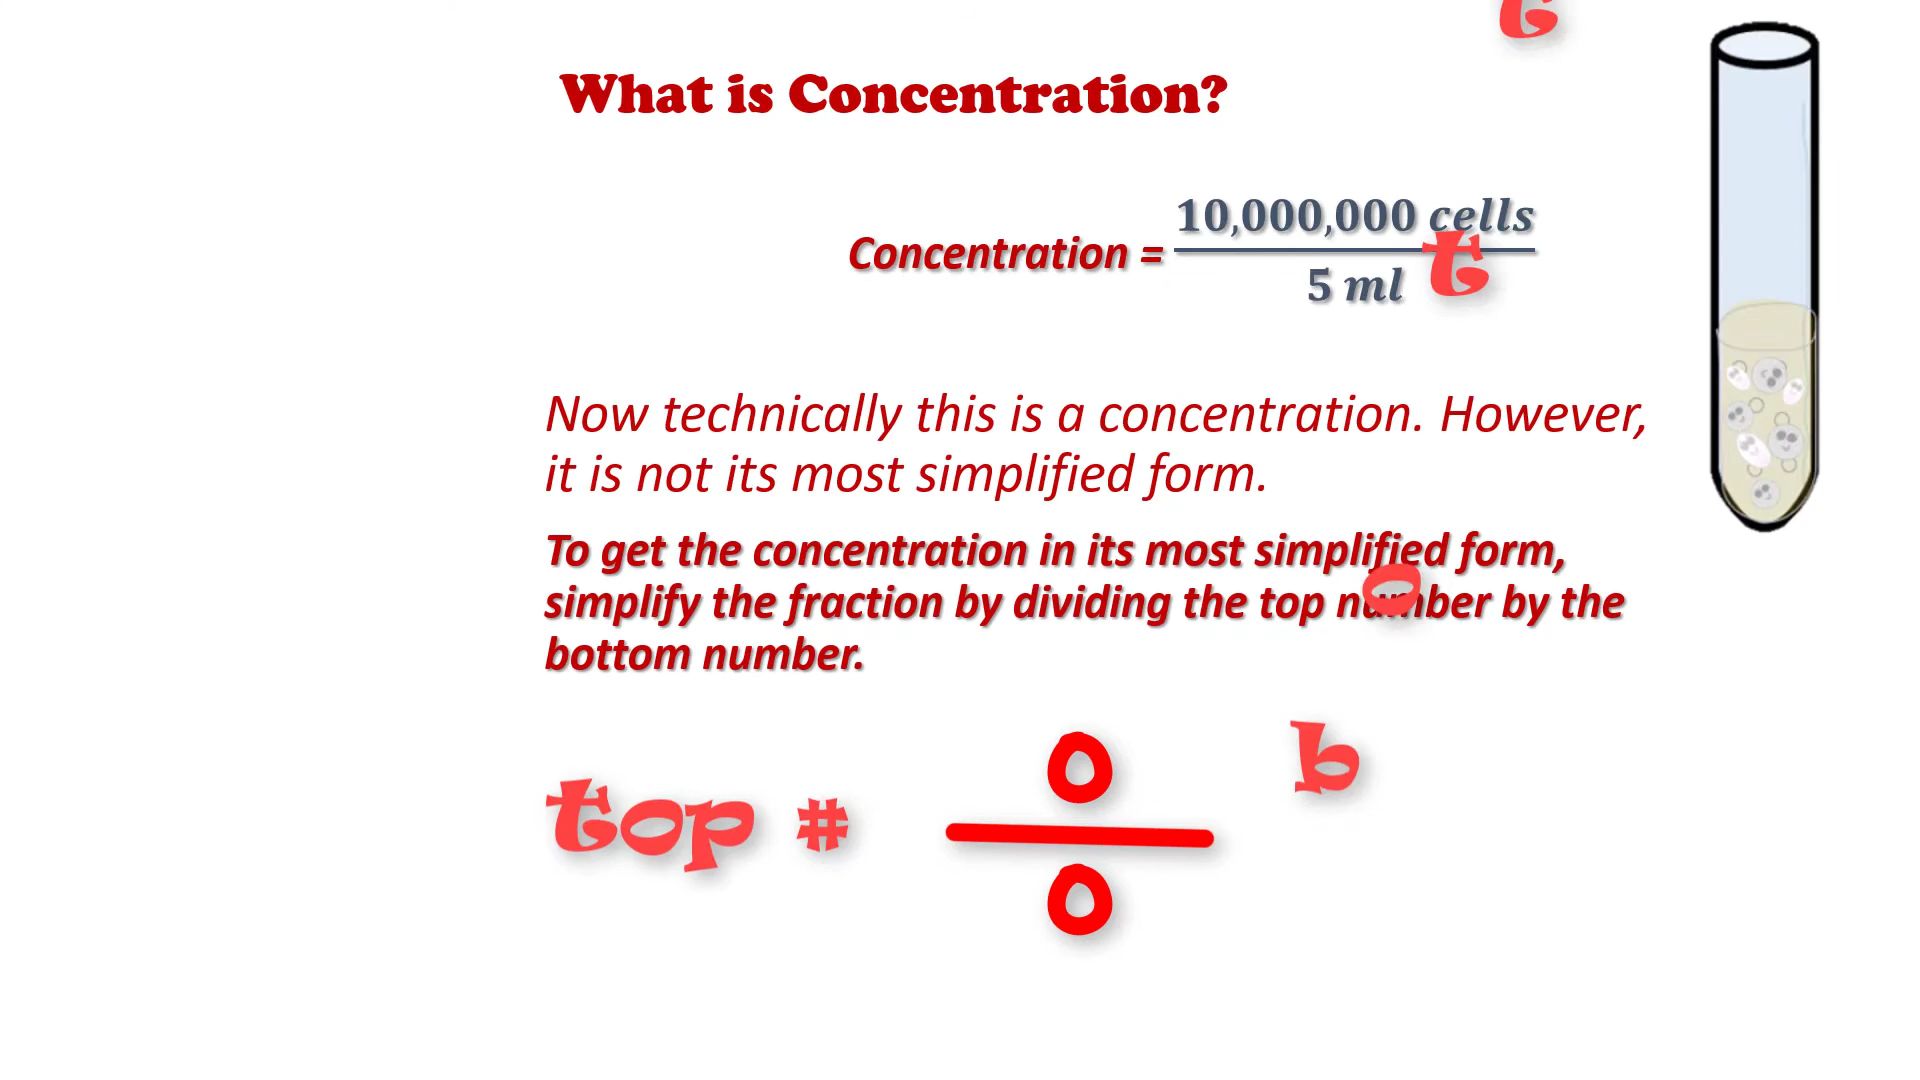 What is Concentration?
Concentration = 10,000,000 cells
5 ml
Now technically this is a concentration. However,
it is not its most simplified form.
To get the concentration in its most simplified form,
simplify the fraction by dividing the top number by the
bottom number.
top # ÷ b
o
t
t